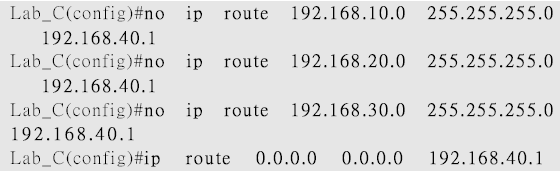 Lab_C(config)#no ip route 192.168.10.0 255.255.255.0
192.168.40.1
Lab_C(config)#no ip route 192.168.20.0 255.255.255.0
192.168.40.1
Lab_C(config)#no ip route 192.168.30.0 255.255.255.0
192.168.40.1
Lab_C(config)#ip route 0.0.0.0 0.0.0.0 192.168.40.1